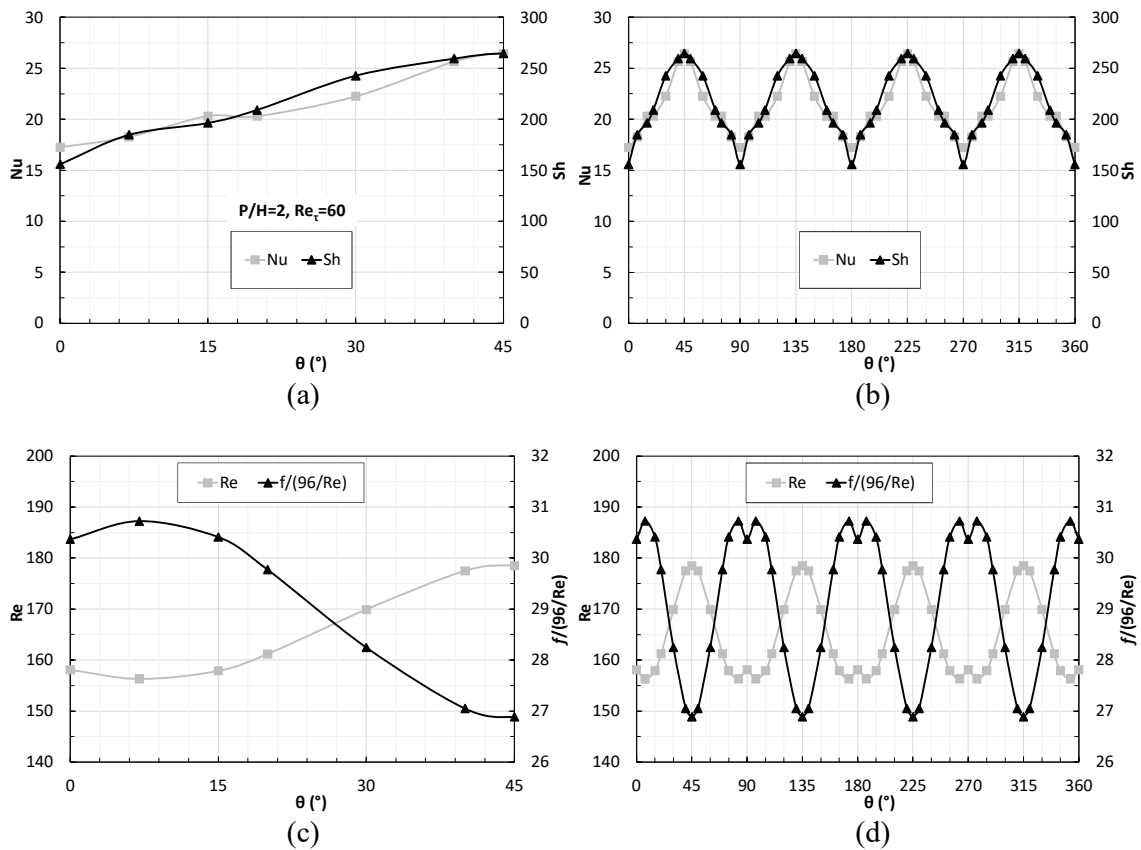 30
25
20
15
10
5
0
Nu
300
250
200
150
100
50
0
Sh
P/H=2, Reτ=60
Nu Sh
0 15 30 45
θ (°)
(a)
30
25
20
15
10
5
0
Nu
300
250
200
150
100
50
0
Sh
Nu Sh
0 45 90 135 180 225 270 315 360
θ (°)
(b)
200
190
180
170
160
150
140
Re
32
31
30
29
28
27
26
f/(96/Re)
Re f/(96/Re)
0 15 30 45
θ (°)
(c)
200
190
180
170
160
150
140
Re
32
31
30
29
28
27
26
f/(96/Re)
Re f/(96/Re)
0 45 90 135 180 225 270 315 360
θ (°)
(d)